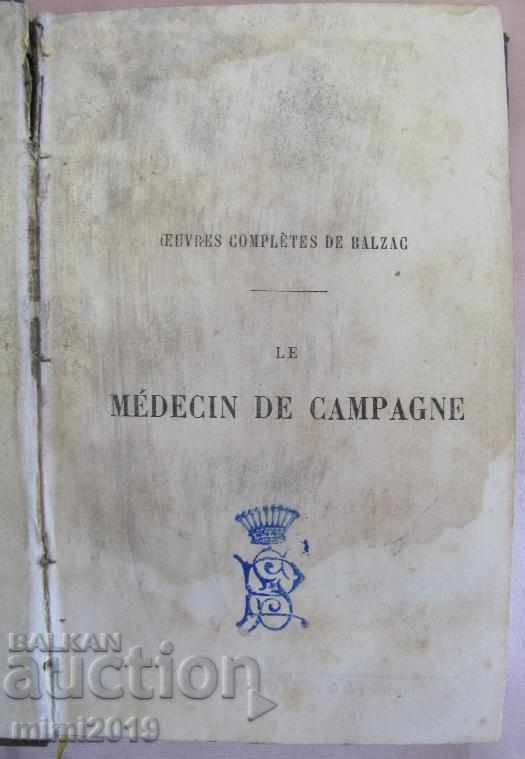 ŒUVRES COMPLÈTES DE BALZAC
LE
MÉDECIN DE CAMPAGNE
BALKAN
auction
mimi2019